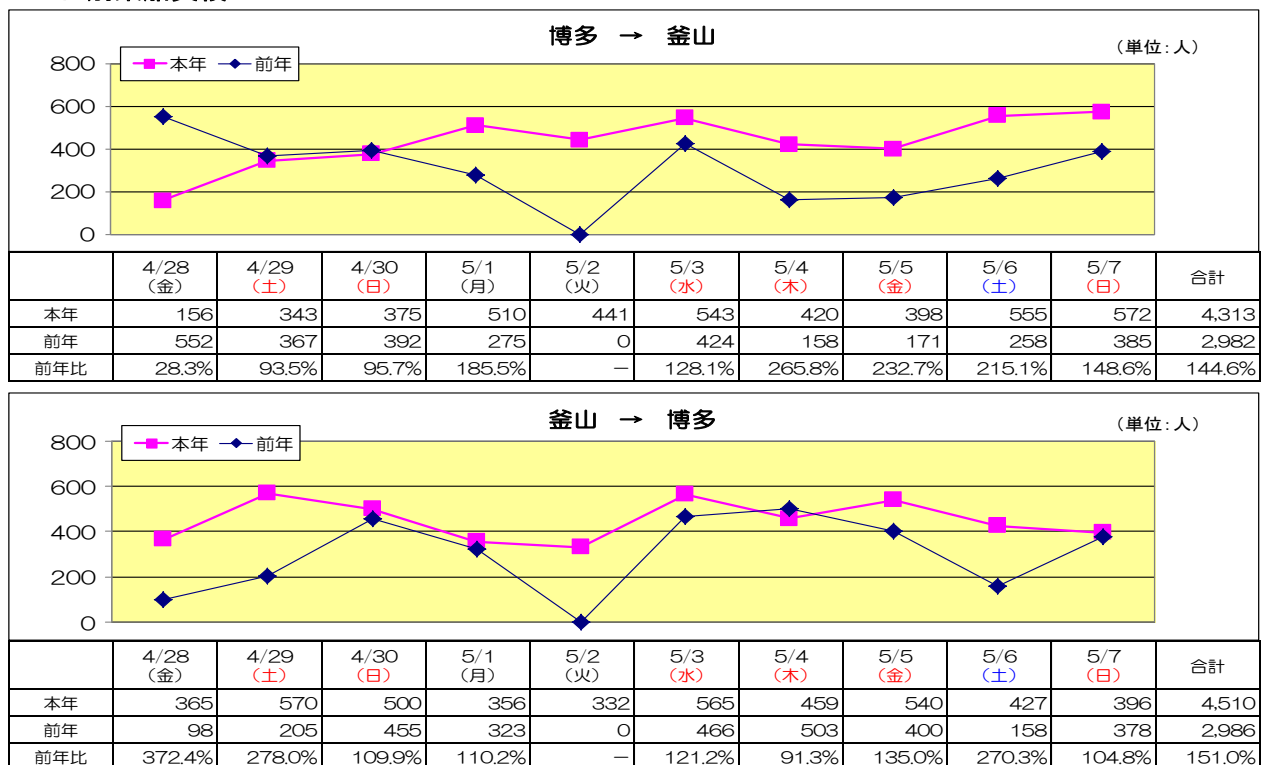 博多 → 釜山
(単位:人)
本年 前年
800
600
400
200
0
4/28 4/29 4/30 5/1 5/2 5/3 5/4 5/5 5/6 5/7 合計
(金) (土) (日) (月) (火) (水) (木) (金) (土) (日)
本年 156 343 375 510 441 543 420 398 555 572 4,313
前年 552 367 392 275 0 424 158 171 258 385 2,982
前年比 28.3% 93.5% 95.7% 185.5% − 128.1% 265.8% 232.7% 215.1% 148.6% 144.6%
釜山 → 博多
(単位:人)
本年 前年
800
600
400
200
0
4/28 4/29 4/30 5/1 5/2 5/3 5/4 5/5 5/6 5/7 合計
(金) (土) (日) (月) (火) (水) (木) (金) (土) (日)
本年 365 570 500 356 332 565 459 540 427 396 4,510
前年 98 205 455 323 0 466 503 400 158 378 2,986
前年比 372.4% 278.0% 109.9% 110.2% − 121.2% 91.3% 135.0% 270.3% 104.8% 151.0%